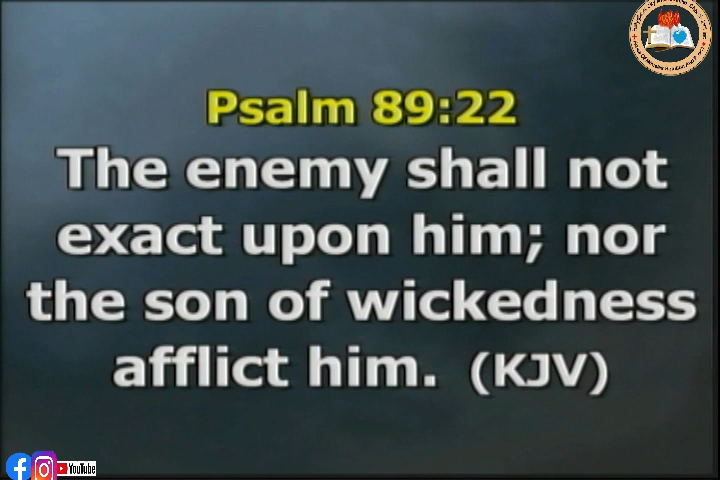 Psalm 89:22
The enemy shall not
exact upon him; nor
the son of wickedness
afflict him. (KJV)
YouTube